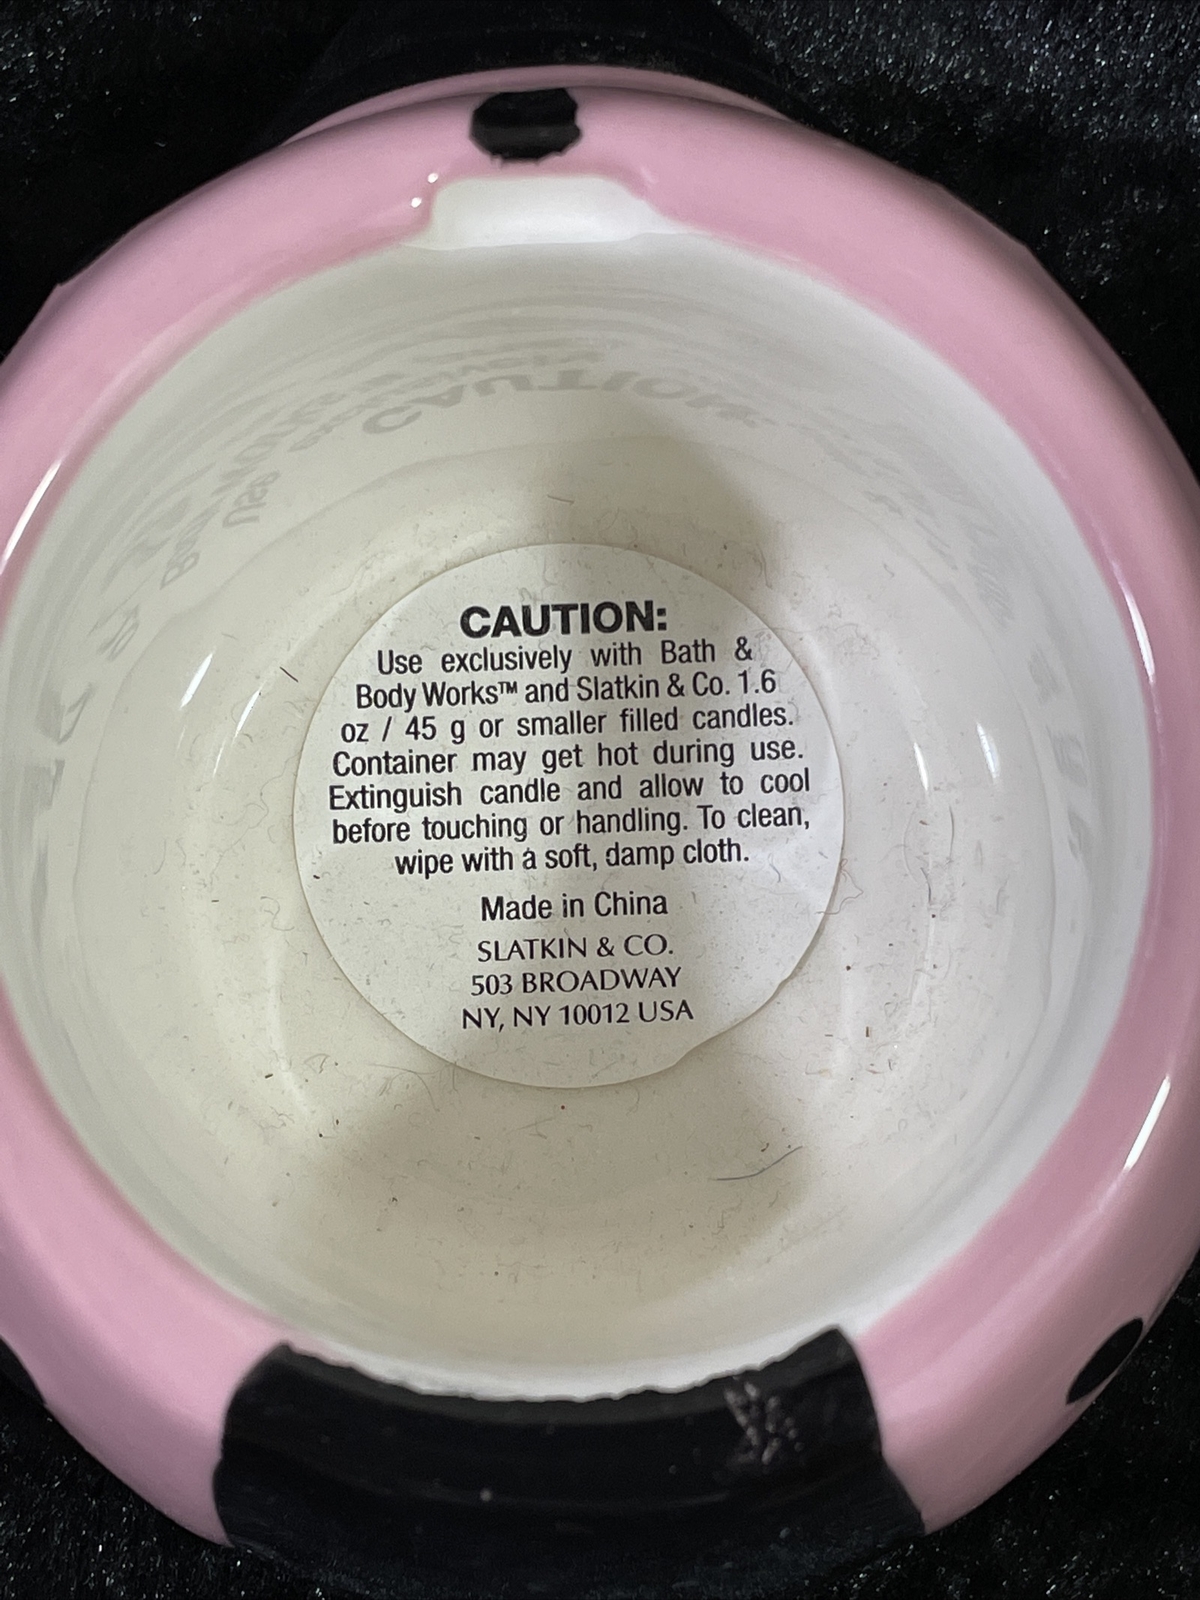 CAUTION:
Use exclusively with Bath &
Body Works™ and Slatkin & Co. 1.6
oz / 45 g or smaller filled candles.
Container may get hot during use.
Extinguish candle and allow to cool
before touching or handling. To clean,
wipe with a soft, damp cloth.
Made in China
SLATKIN & CO.
503 BROADWAY
NY, NY 10012 USA